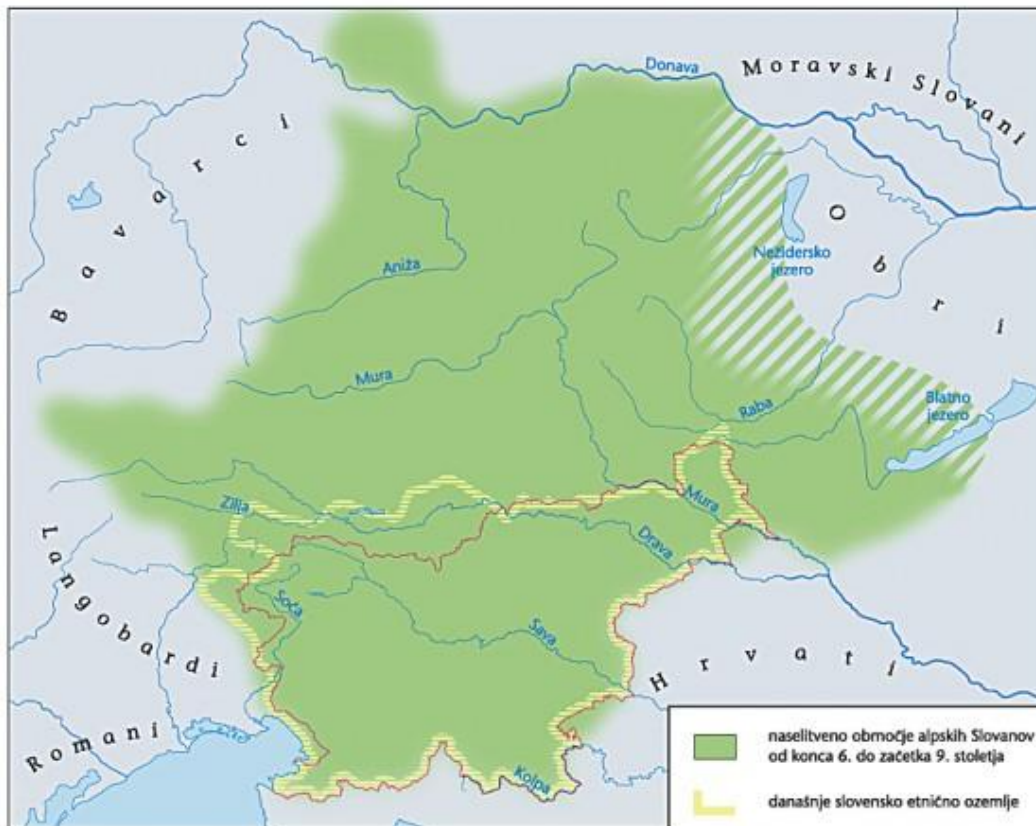 Donava
Moravski Slovani
Bavarci
Obri
Nežidersko
jezero
Aniža
Mura
Blatno
jezero
Raba
Zilja
Mura
Drava
Langobardi
Soča
Sava
Hrvati
Romani
Kolpa
naselitveno območje alpskih Slovanov
od konca 6. do začetka 9. stoletja
današnje slovensko etnično ozemlje